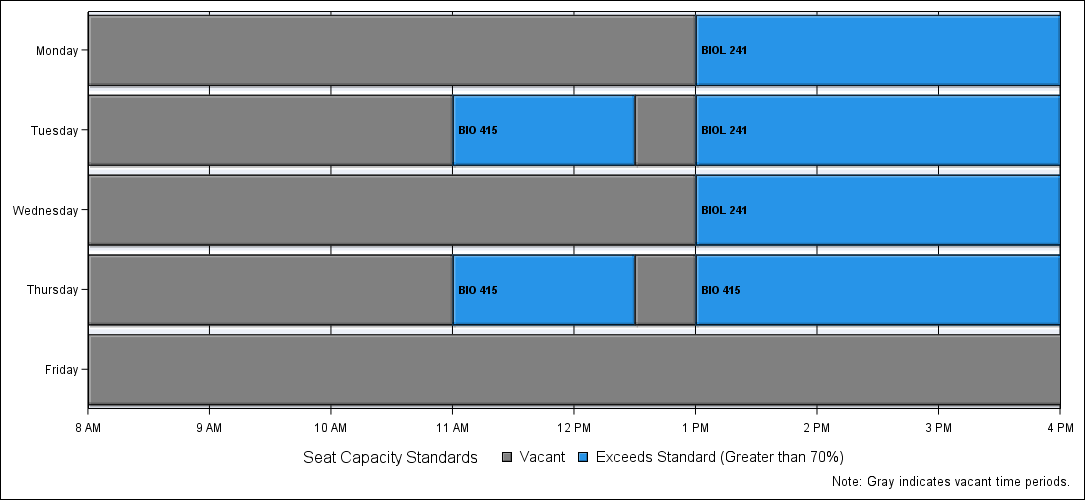 Monday
BIOL 241
Tuesday
BIO 415
BIOL 241
Wednesday
BIOL 241
Thursday
BIO 415
BIO 415
Friday
8 AM 9 AM 10 AM 11 AM 12 PM 1 PM 2 PM 3 PM 4 PM
Seat Capacity Standards Vacant Exceeds Standard (Greater than 70%)
Note: Gray indicates vacant time periods.